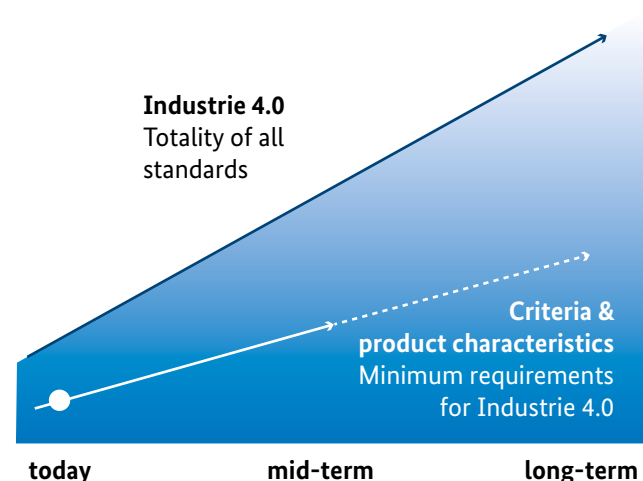 Industrie 4.0
Totality of all
standards
Criteria &
product characteristics
Minimum requirements
for Industrie 4.0
today mid-term long-term